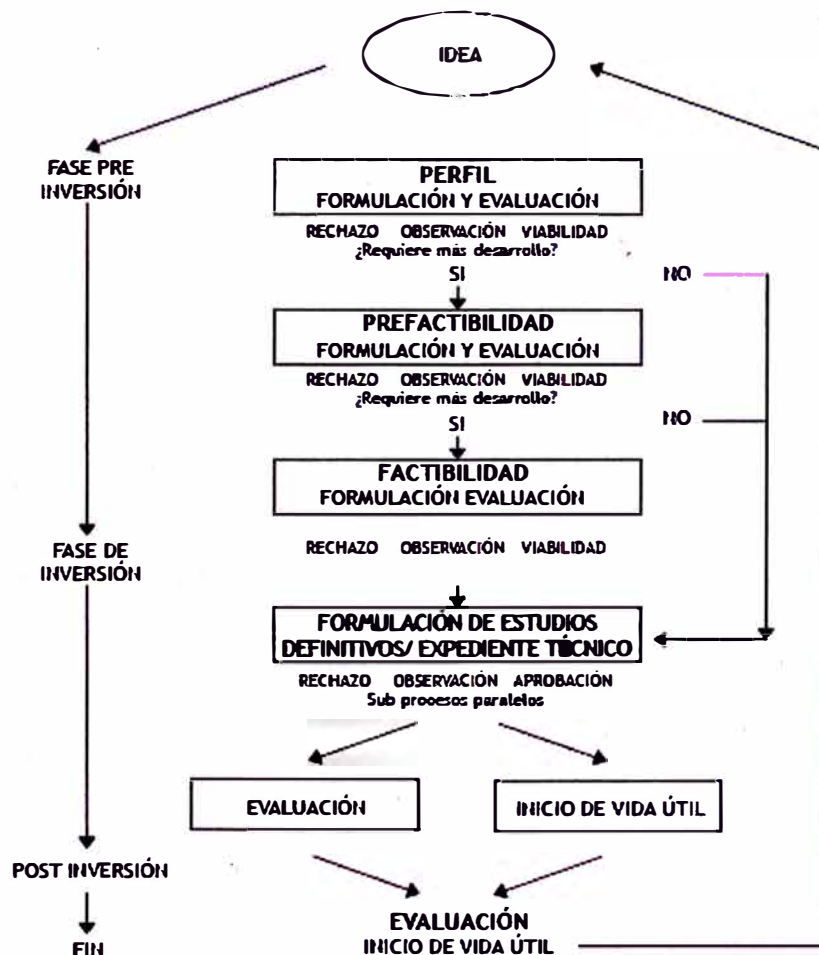 IDEA
FASE PRE
INVERSIÓN
PERFIL
FORMULACIÓN Y EVALUACIÓN
RECHAZO OBSERVACIÓN VIABILIDAD
¿Requiere más desarrollo?
SI
NO
PREFACTIBILIDAD
FORMULACIÓN Y EVALUACIÓN
RECHAZO OBSERVACIÓN VIABILIDAD
¿Requiere más desarrollo?
SI
NO
FACTIBILIDAD
FORMULACIÓN EVALUACIÓN
FASE DE
INVERSIÓN
RECHAZO OBSERVACIÓN VIABILIDAD
FORMULACIÓN DE ESTUDIOS
DEFINITIVOS/ EXPEDIENTE TÉCNICO
RECHAZO OBSERVACIÓN APROBACIÓN
Sub procesos paralelos
EVALUACIÓN
INICIO DE VIDA ÚTIL
POST INVERSIÓN
FIN
EVALUACIÓN
INICIO DE VIDA ÚTIL